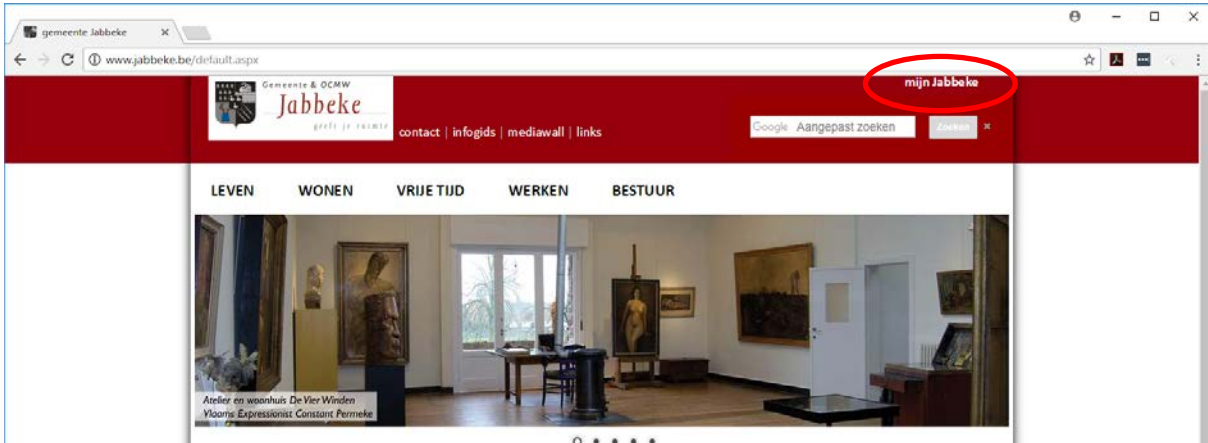 gemeente Jabbeke
www.jabbeke.be/default.aspx
Gemeente & OCMW
Jabbeke
geeft je ruimte
mijn Jabbeke
contact | infogids | mediawall | links
Google Aangepast zoeken
Zoeken
LEVEN WONEN VRIJE TIJD WERKEN BESTUUR
Atelier en woonhuis De Vier Winden
Vlaams Expressionist Constant Permeke